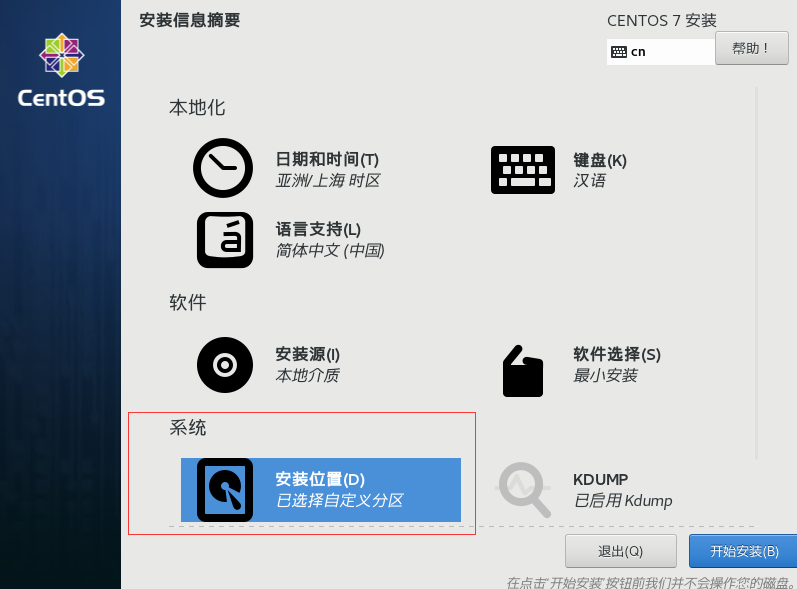 安装信息摘要
CENTOS 7 安装
cn
帮助！
CentOS
本地化
日期和时间(T)
亚洲/上海 时区
键盘(K)
汉语
语言支持(L)
简体中文 (中国)
软件
安装源(I)
本地介质
软件选择(S)
最小安装
系统
安装位置(D)
已选择自定义分区
KDUMP
已启用 Kdump
退出(Q)
开始安装(B)
在点击'开始安装'按钮前我们并不会操作您的磁盘。